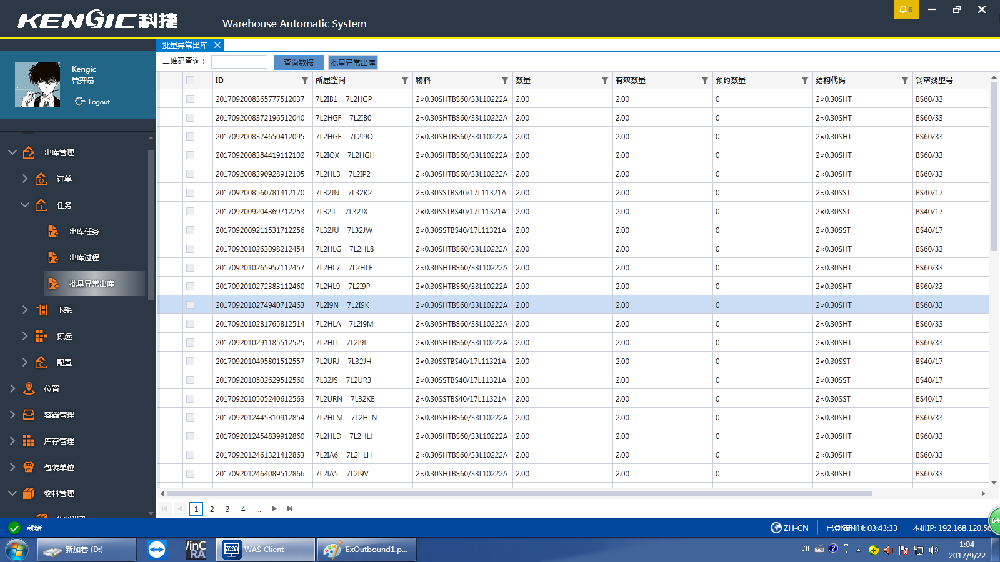 KENGIC科捷
Warehouse Automatic System
6
Kengic
管理员
Logout
出库管理
订单
任务
出库任务
出库过程
批量异常出库
下架
拣选
配置
位置
容器管理
库存管理
包装单位
物料管理
批量异常出库
二维码查询：
查询数据
批量异常出库
ID 所属空间 物料 数量 有效数量 预约数量 结构代码 钢帘线型号
2017092008365777512037 7L2IB1 7L2HGP 2×0.30SHTBS60/33L10222A 2.00 2.00 0 2×0.30SHT BS60/33
2017092008372196512040 7L2HGF 7L2IB0 2×0.30SHTBS60/33L10222A 2.00 2.00 0 2×0.30SHT BS60/33
2017092008374650412095 7L2HGE 7L2I9O 2×0.30SHTBS60/33L10222A 2.00 2.00 0 2×0.30SHT BS60/33
2017092008384419112102 7L2IOX 7L2HGH 2×0.30SHTBS60/33L10222A 2.00 2.00 0 2×0.30SHT BS60/33
2017092008390928912105 7L2HLB 7L2IP2 2×0.30SHTBS60/33L10222A 2.00 2.00 0 2×0.30SHT BS60/33
2017092008560781412170 7L32JN 7L32K2 2×0.30SSTBS40/17L11321A 2.00 2.00 0 2×0.30SST BS40/17
2017092009204369712253 7L32IL 7L32JX 2×0.30SSTBS40/17L11321A 2.00 2.00 0 2×0.30SST BS40/17
2017092009211531712256 7L32JU 7L32JW 2×0.30SSTBS40/17L11321A 2.00 2.00 0 2×0.30SST BS40/17
2017092010263098212454 7L2HLG 7L2HL8 2×0.30SHTBS60/33L10222A 2.00 2.00 0 2×0.30SHT BS60/33
2017092010265957112457 7L2HL7 7L2HLF 2×0.30SHTBS60/33L10222A 2.00 2.00 0 2×0.30SHT BS60/33
2017092010272383112460 7L2HL9 7L2I9P 2×0.30SHTBS60/33L10222A 2.00 2.00 0 2×0.30SHT BS60/33
2017092010274940712463 7L2I9N 7L2I9K 2×0.30SHTBS60/33L10222A 2.00 2.00 0 2×0.30SHT BS60/33
2017092010281765812514 7L2HLA 7L2I9M 2×0.30SHTBS60/33L10222A 2.00 2.00 0 2×0.30SHT BS60/33
2017092010291185512525 7L2HLI 7L2I9L 2×0.30SHTBS60/33L10222A 2.00 2.00 0 2×0.30SHT BS60/33
2017092010495801512557 7L2URJ 7L32JH 2×0.30SSTBS40/17L11321A 2.00 2.00 0 2×0.30SST BS40/17
2017092010502629512560 7L32JS 7L2UR3 2×0.30SSTBS40/17L11321A 2.00 2.00 0 2×0.30SST BS40/17
2017092010505240612563 7L2URN 7L32KB 2×0.30SSTBS40/17L11321A 2.00 2.00 0 2×0.30SST BS40/17
2017092012445310912854 7L2HLM 7L2HLN 2×0.30SHTBS60/33L10222A 2.00 2.00 0 2×0.30SHT BS60/33
2017092012454839912860 7L2HLD 7L2HLJ 2×0.30SHTBS60/33L10222A 2.00 2.00 0 2×0.30SHT BS60/33
2017092012461321412863 7L2IA6 7L2HLH 2×0.30SHTBS60/33L10222A 2.00 2.00 0 2×0.30SHT BS60/33
2017092012464089512866 7L2IA5 7L2I9V 2×0.30SHTBS60/33L10222A 2.00 2.00 0 2×0.30SHT BS60/33
1 2 3 4 ...
64
就绪
ZH-CN 已登陆时间: 03:43:33 本机IP: 192.168.120.50
新加卷 (D:)
WinC
RA
WAS
WAS Client
ExOutbound1.p...
CH
1:04
2017/9/22